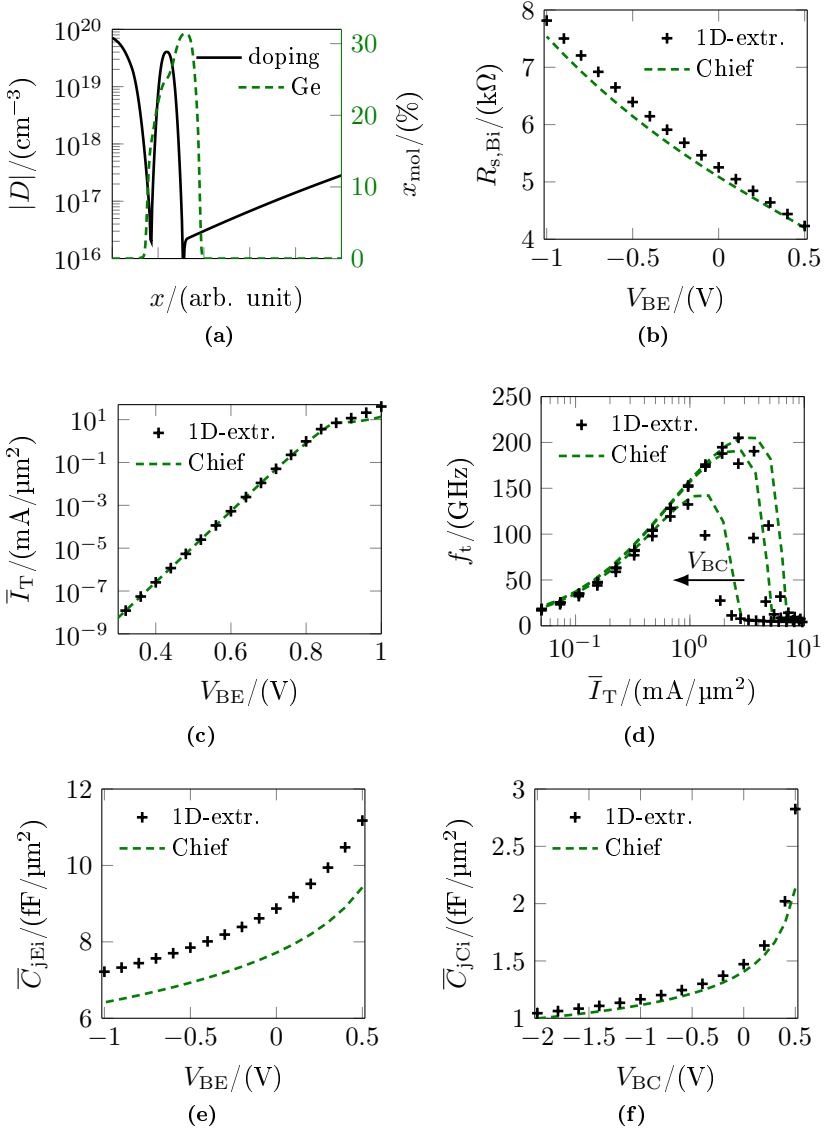 10^20
10^19
10^18
10^17
10^16
|D|/(cm^−3)
doping
Ge
30
20
10
0
x_mol/(%)
x/(arb. unit)
(a)
8
7
6
5
4
R_s,Bi/(kΩ)
1D-extr.
Chief
−1 −0.5 0 0.5
V_BE/(V)
(b)
10^1
10^−1
10^−3
10^−5
10^−7
10^−9
I̅_T/(mA/µm^2)
1D-extr.
Chief
0.4 0.6 0.8 1
V_BE/(V)
(c)
250
200
150
100
50
0
f_t/(GHz)
1D-extr.
Chief
V_BC
10^−1 10^0 10^1
I̅_T/(mA/µm^2)
(d)
12
10
8
6
C̅_jEi/(fF/µm^2)
1D-extr.
Chief
−1 −0.5 0 0.5
V_BE/(V)
(e)
3
2.5
2
1.5
1
C̅_jCi/(fF/µm^2)
1D-extr.
Chief
−2 −1.5 −1 −0.5 0 0.5
V_BC/(V)
(f)